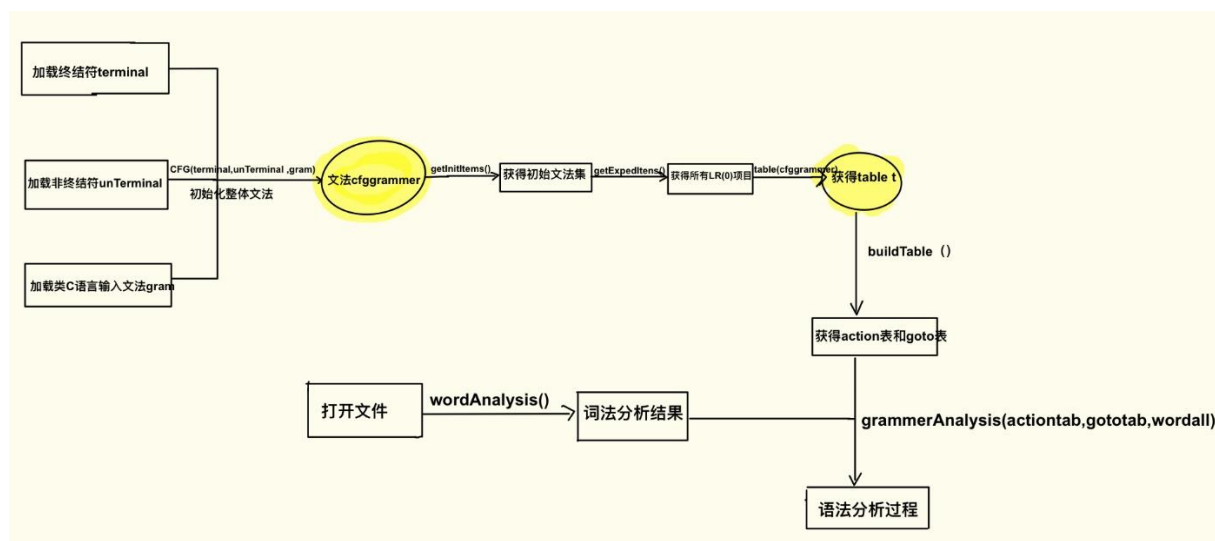 加载终结符terminal
加载非终结符unTerminal
加载类C语言输入文法gram
CFG(terminal,unTerminal ,gram)
初始化整体文法
文法cfggrammer
getInitItems()
获得初始文法集
getExpedItens()
获得所有LR(0)项目
table(cfggrammer)
获得table t
buildTable（）
获得action表和goto表
打开文件
wordAnalysis()
词法分析结果
grammerAnalysis(actiontab,gototab,wordall)
语法分析过程